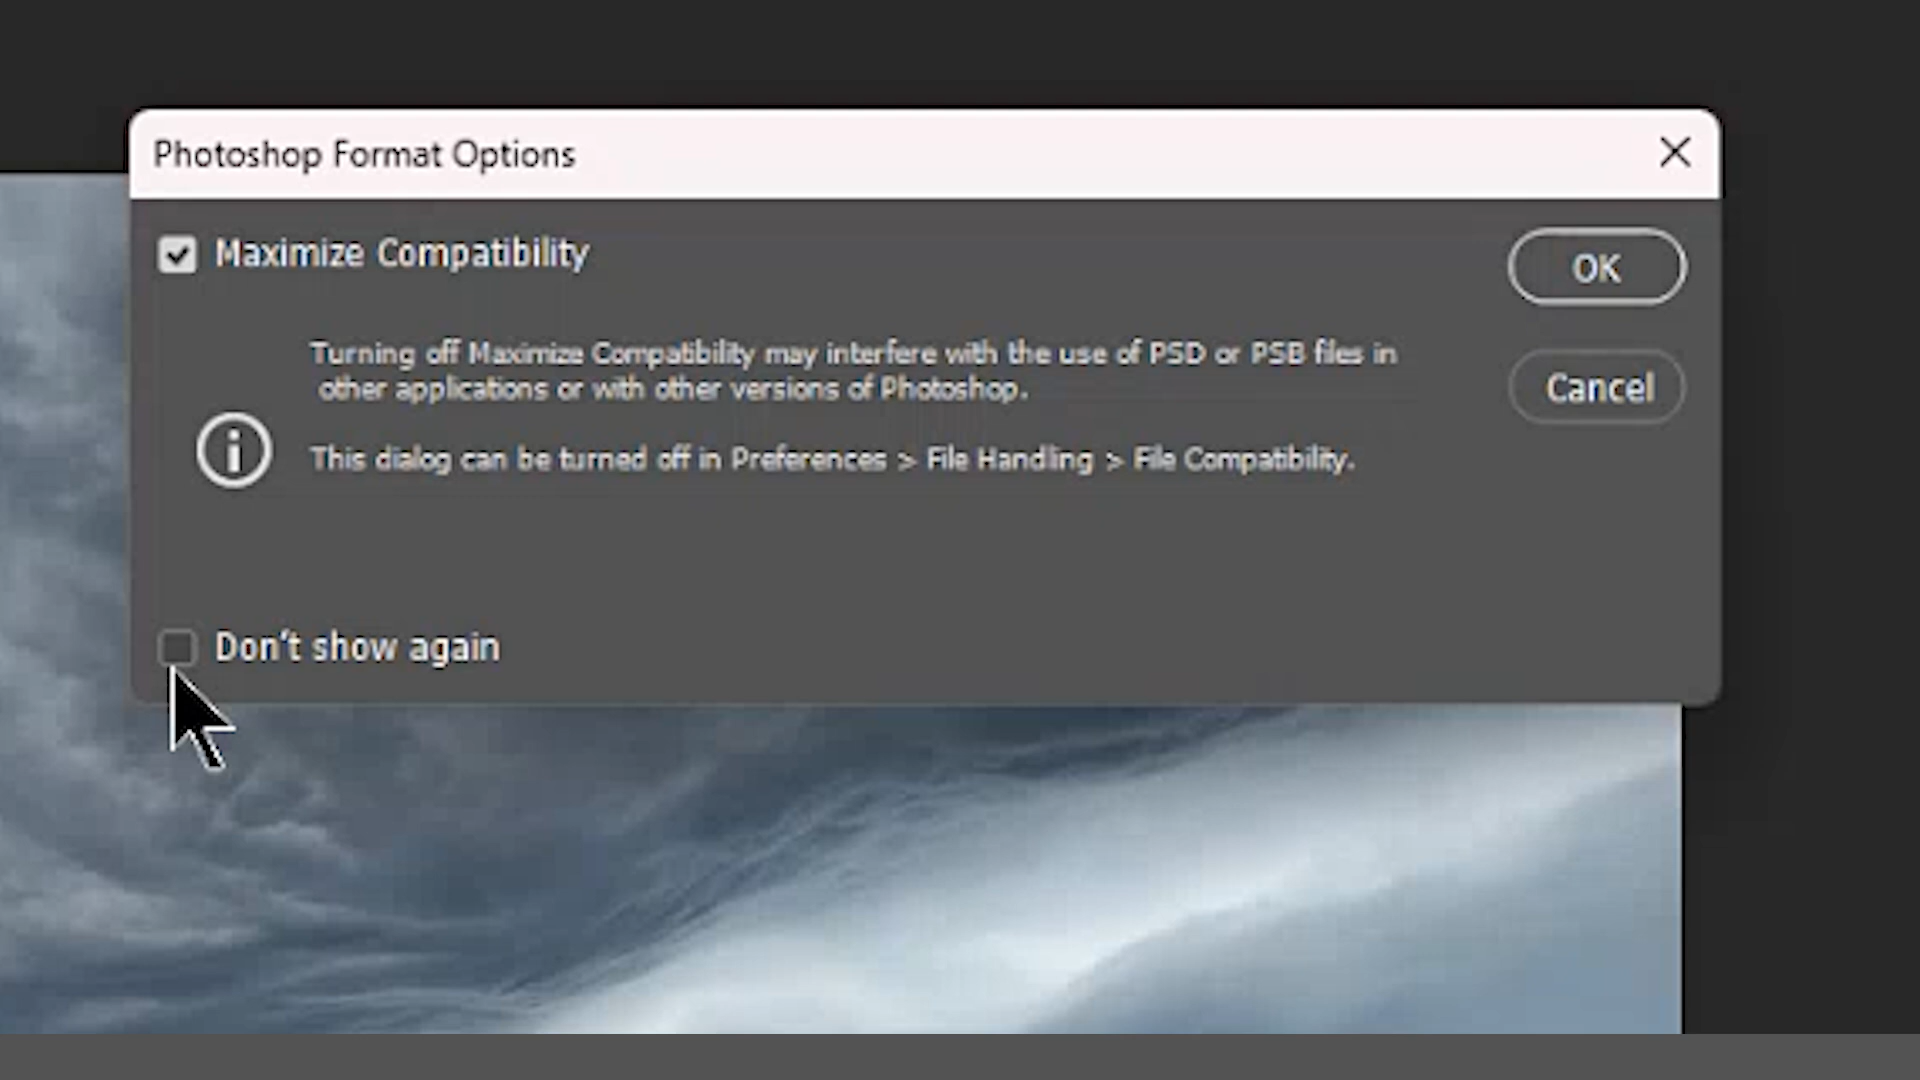 Photoshop Format Options
Maximize Compatibility
OK
Turning off Maximize Compatibility may interfere with the use of PSD or PSB files in
other applications or with other versions of Photoshop.
Cancel
This dialog can be turned off in Preferences > File Handling > File Compatibility.
Don't show again